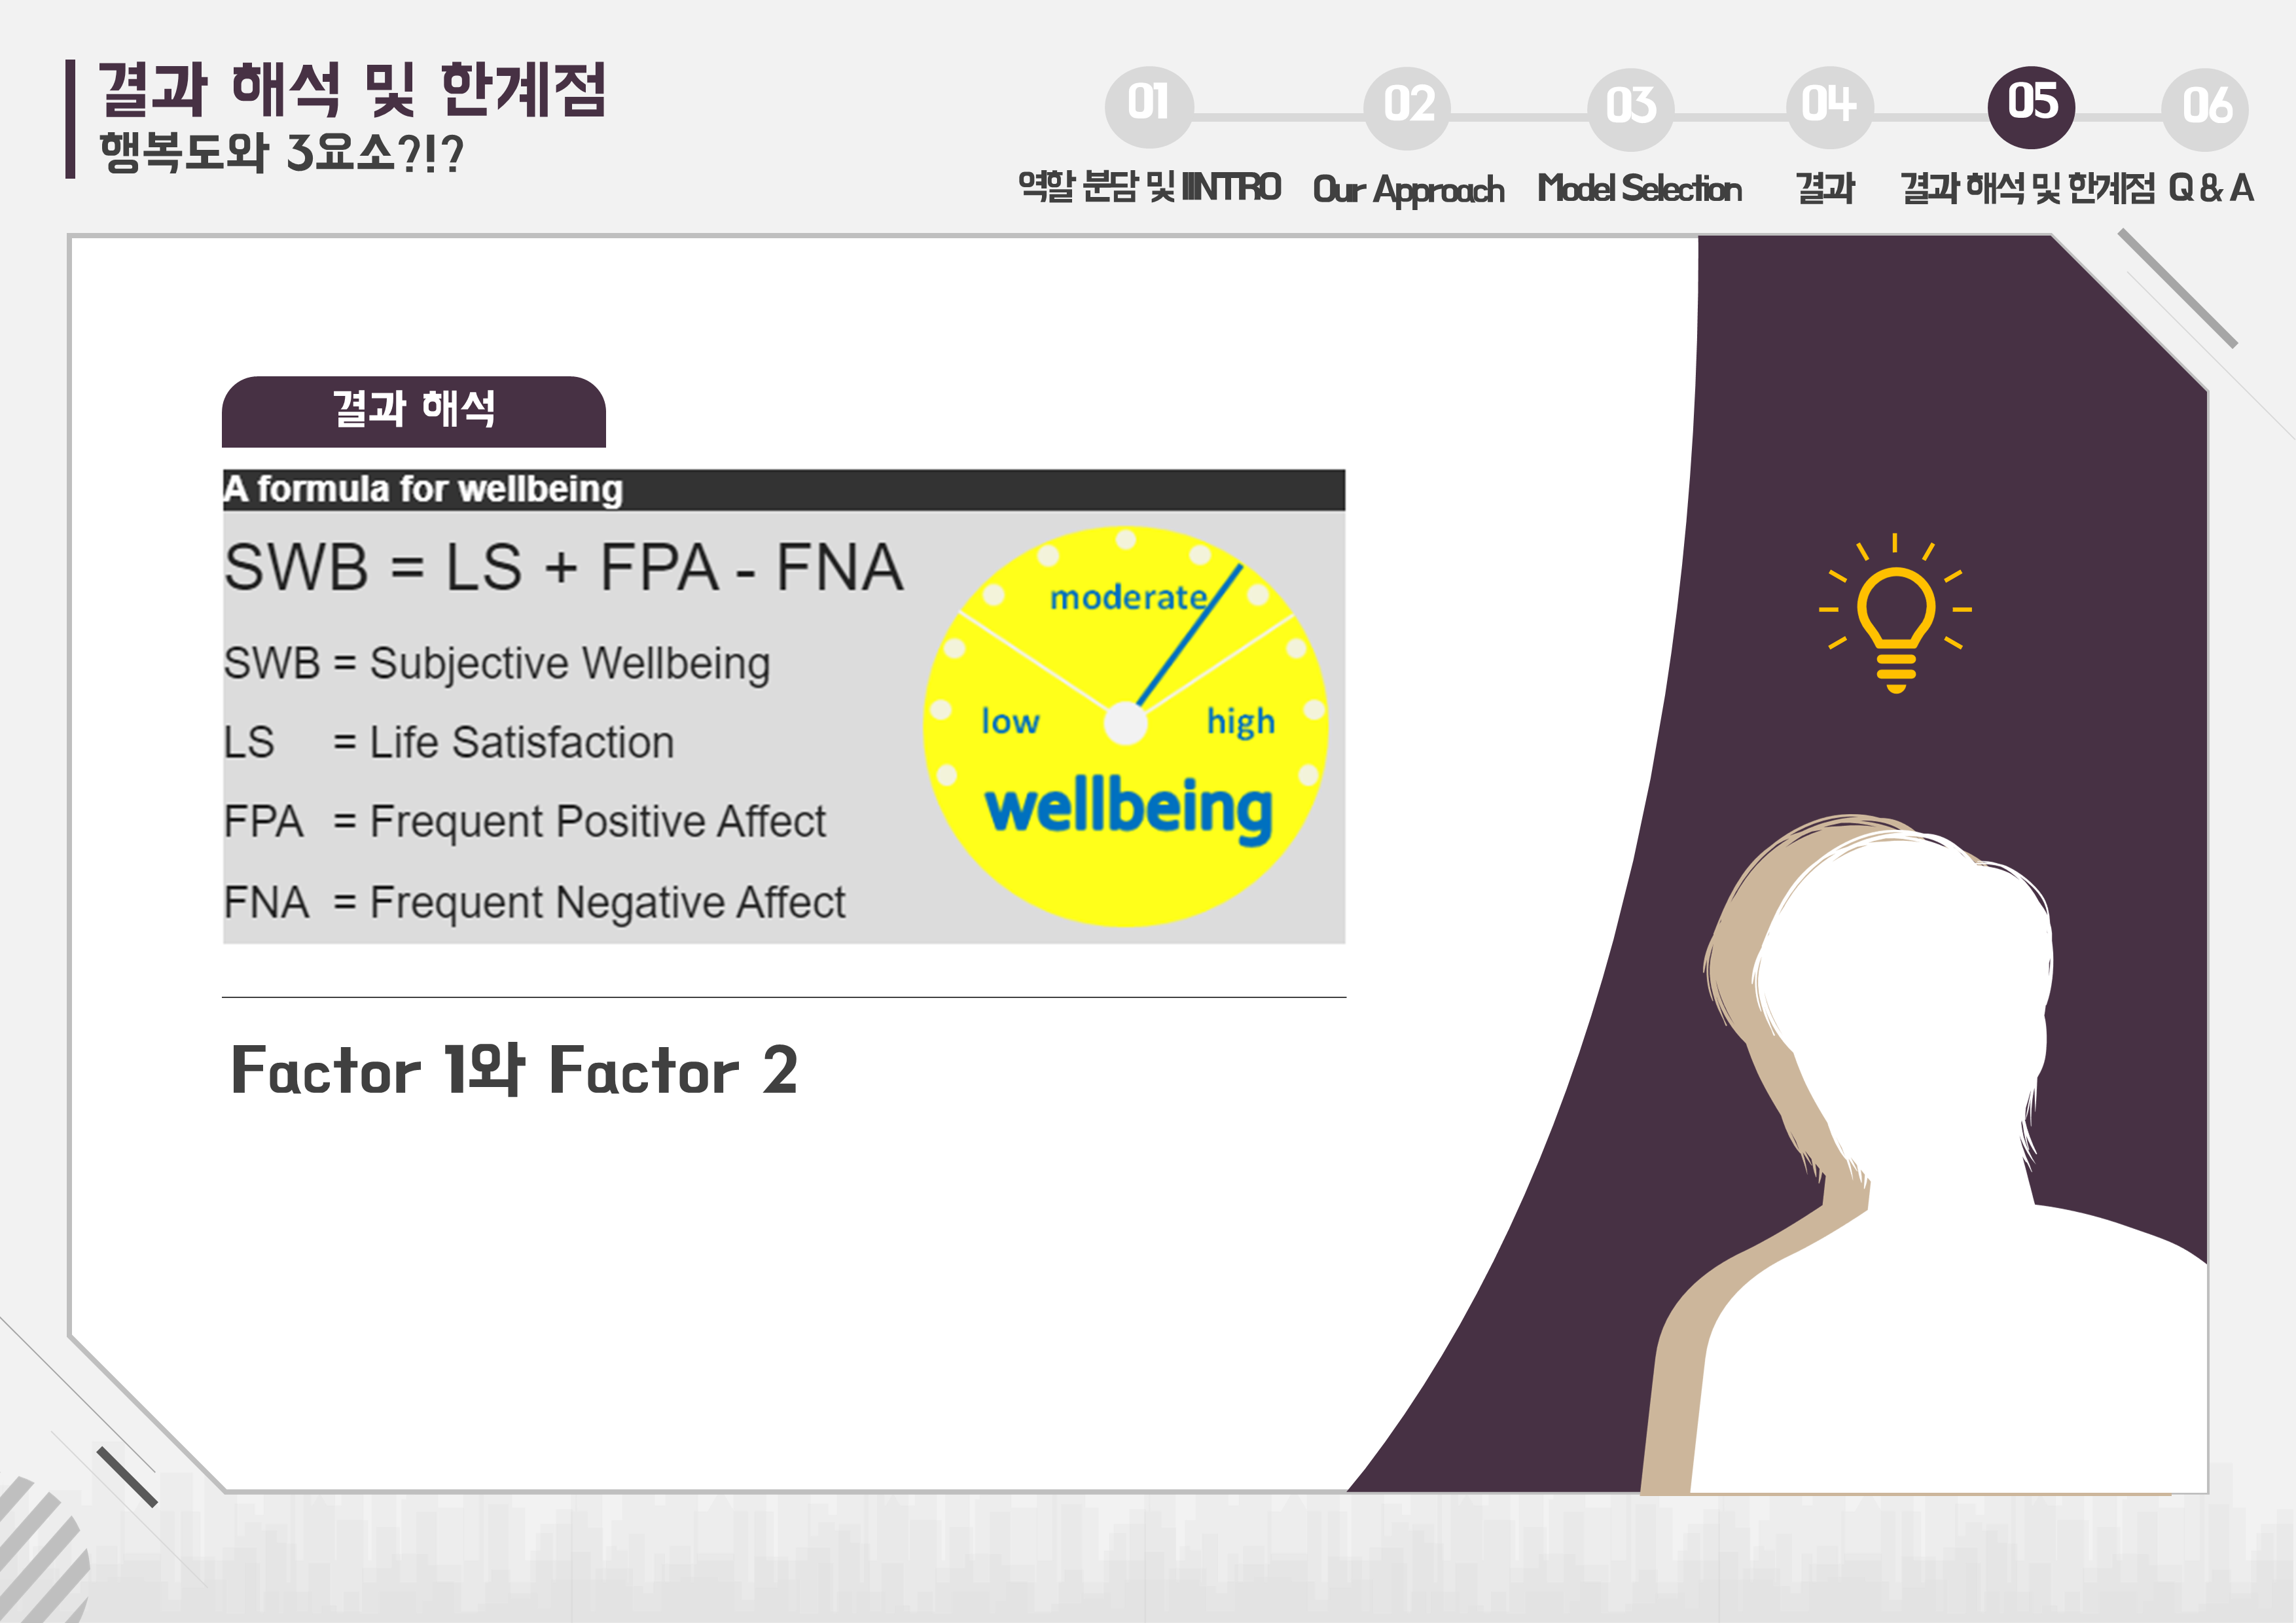 결과 해석 및 한계점
행복도와 3요소?!?
01
02
03
04
05
06
역할 분담 및 INTRO
Our Approach
Model Selection
결과
결과 해석 및 한계점
Q & A
결과 해석
A formula for wellbeing
SWB = LS + FPA - FNA
SWB = Subjective Wellbeing
LS = Life Satisfaction
FPA = Frequent Positive Affect
FNA = Frequent Negative Affect
moderate
low
high
wellbeing
Factor 1와 Factor 2